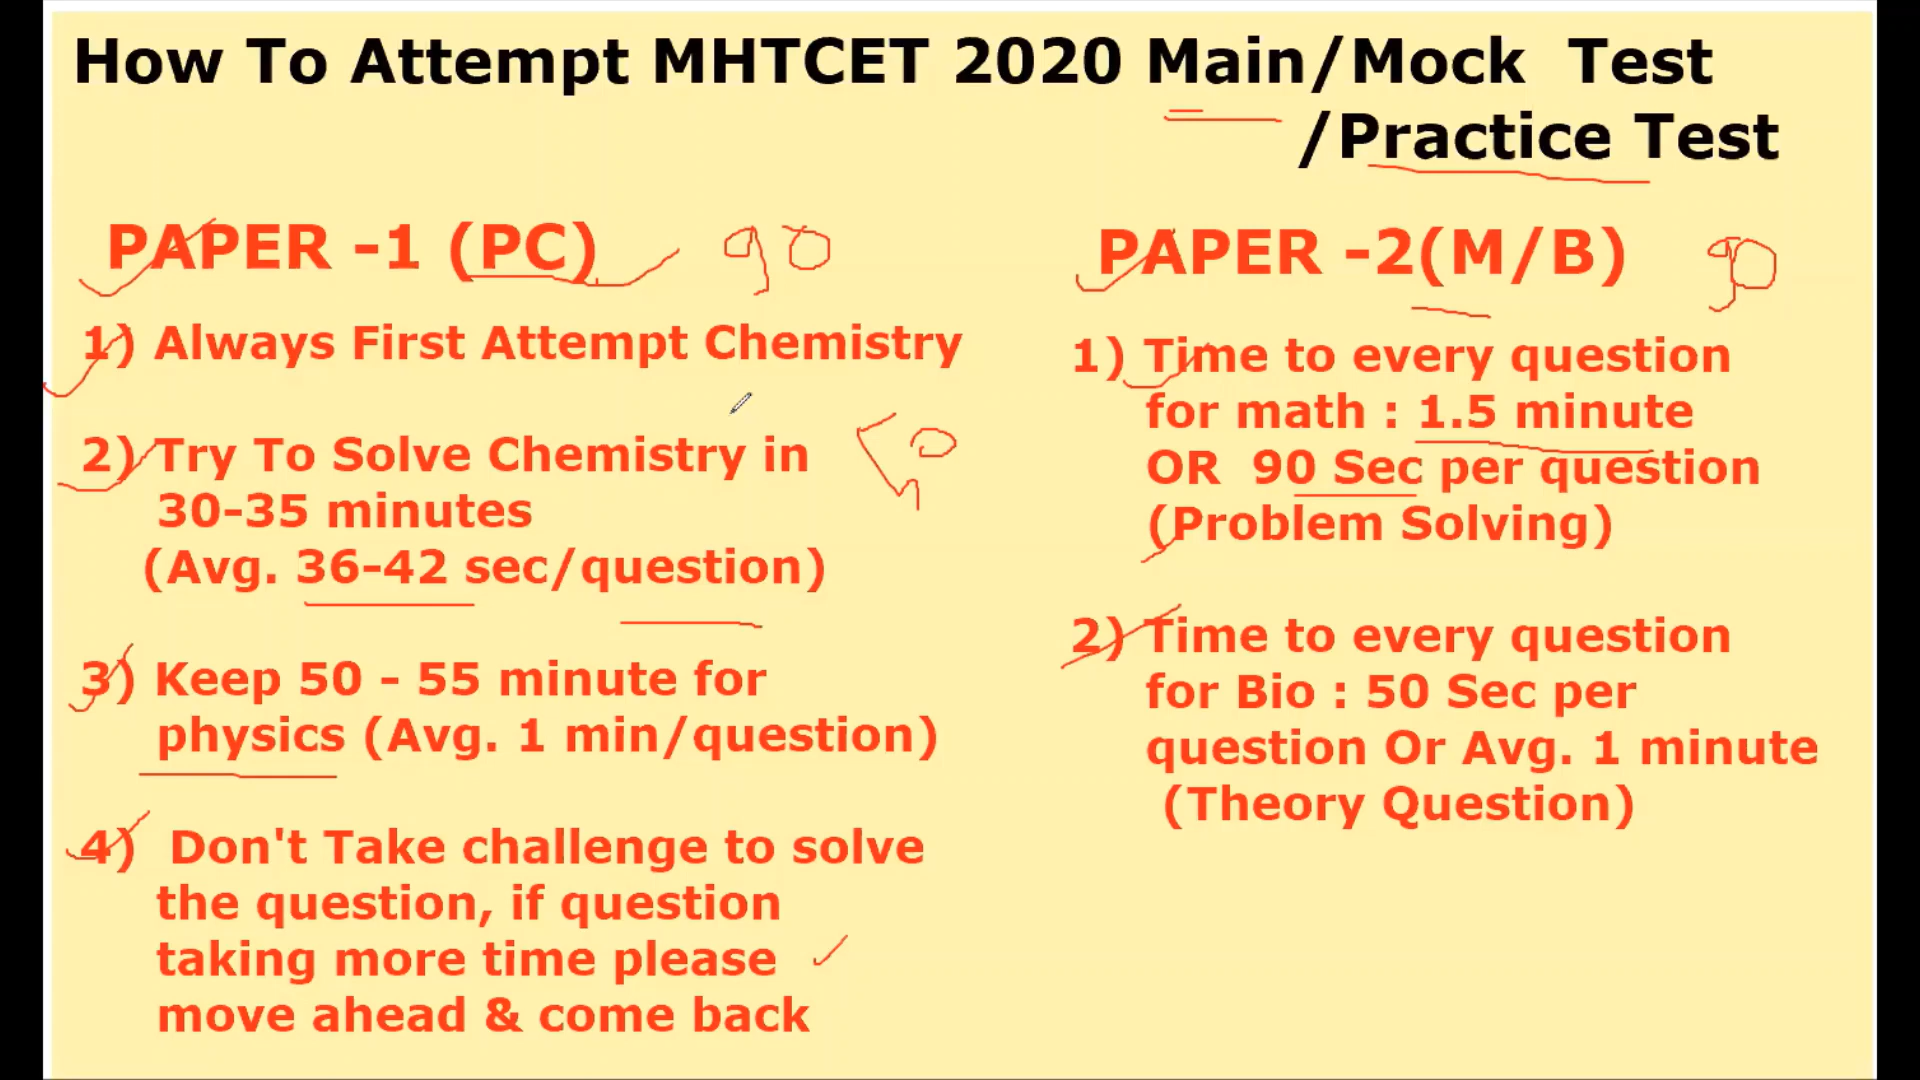 How To Attempt MHTCET 2020 Main/Mock Test
/Practice Test
PAPER -1 (PC) 90
1) Always First Attempt Chemistry
2) Try To Solve Chemistry in
30-35 minutes
(Avg. 36-42 sec/question)
3) Keep 50 - 55 minute for
physics (Avg. 1 min/question)
4) Don't Take challenge to solve
the question, if question
taking more time please
move ahead & come back
PAPER -2(M/B) 90
1) Time to every question
for math : 1.5 minute
OR 90 Sec per question
(Problem Solving)
2) Time to every question
for Bio : 50 Sec per
question Or Avg. 1 minute
(Theory Question)